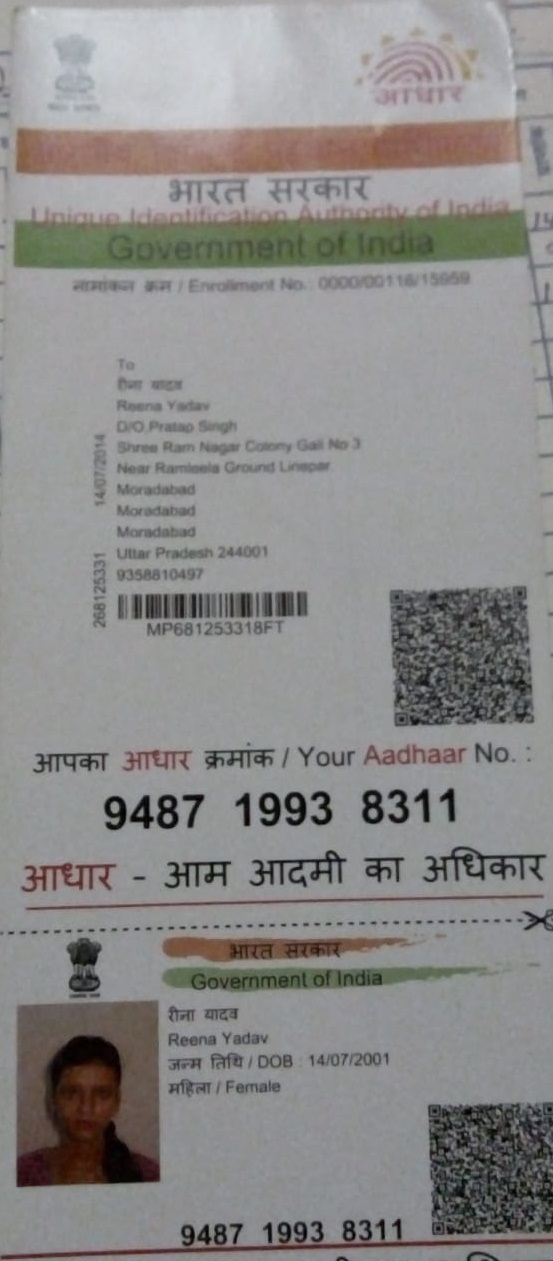 आधार
भारत सरकार
Unique Identification Authority of India
Government of India
नामांकन क्रम / Enrollment No.: 0000/00116/15959
To
रीना यादव
Reena Yadav
D/O Pratap Singh
Shree Ram Nagar Colony Gali No 3
Near Ramleela Ground Linepar
Moradabad
Moradabad
Moradabad
Uttar Pradesh 244001
9358810497
14/07/2014
268125331
MP681253318FT
आपका आधार क्रमांक / Your Aadhaar No. :
9487 1993 8311
आधार - आम आदमी का अधिकार
भारत सरकार
Government of India
रीना यादव
Reena Yadav
जन्म तिथि / DOB : 14/07/2001
महिला / Female
9487 1993 8311